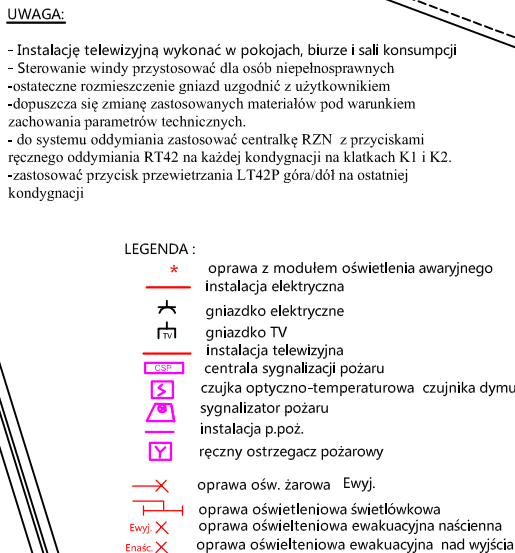 UWAGA:
- Instalację telewizyjną wykonać w pokojach, biurze i sali konsumpcji
- Sterowanie windy przystosować dla osób niepełnosprawnych
-ostateczne rozmieszczenie gniazd uzgodnić z użytkownikiem
-dopuszcza się zmianę zastosowanych materiałów pod warunkiem
zachowania parametrów technicznych.
- do systemu oddymiania zastosować centralkę RZN z przyciskami
ręcznego oddymiania RT42 na każdej kondygnacji na klatkach K1 i K2.
-zastosować przycisk przewietrzania LT42P góra/dół na ostatniej
kondygnacji
LEGENDA :
* oprawa z modułem oświetlenia awaryjnego
instalacja elektryczna
gniazdko elektryczne
TV gniazdko TV
instalacja telewizyjna
CSP centrala sygnalizacji pożaru
S czujka optyczno-temperaturowa czujnika dymu
sygnalizator pożaru
instalacja p.poż.
Y ręczny ostrzegacz pożarowy
oprawa ośw. żarowa Ewyj.
oprawa oświetleniowa świetlówkowa
Ewyj. oprawa oświelteniowa ewakuacyjna naścienna
Enaśc. oprawa oświelteniowa ewakuacyjna nad wyjścia